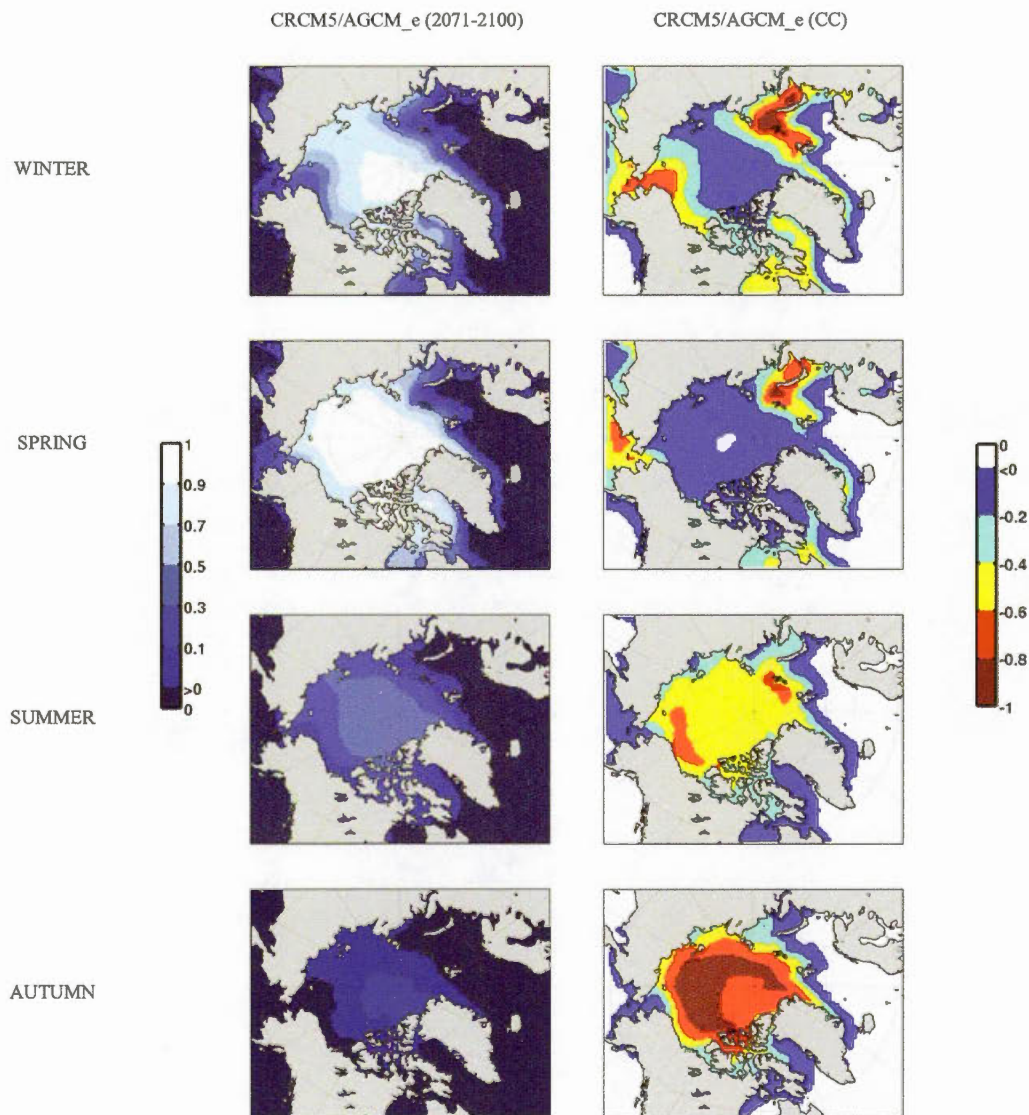 CRCM5/AGCM_e (2071-2100)
CRCM5/AGCM_e (CC)
WINTER
SPRING
1
0.9
0.7
0.5
0.3
0.1
>0
0
0
<0
-0.2
-0.4
-0.6
-0.8
-1
SUMMER
AUTUMN